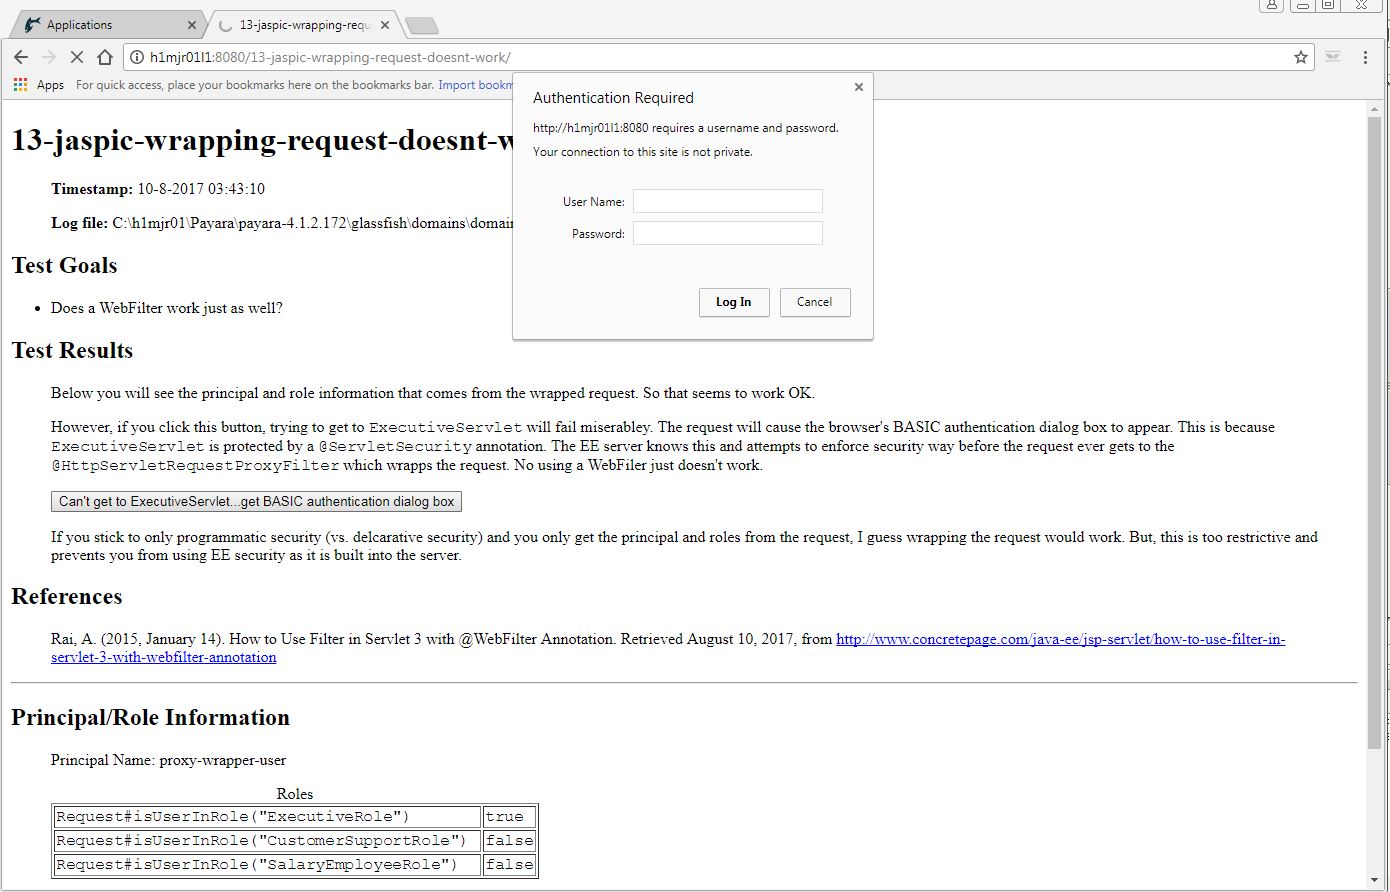 Applications
13-jaspic-wrapping-requ
h1mjr01l1:8080/13-jaspic-wrapping-request-doesnt-work/
Apps For quick access, place your bookmarks here on the bookmarks bar. Import bookm
Authentication Required
http://h1mjr01l1:8080 requires a username and password.
Your connection to this site is not private.
User Name:
Password:
Log In Cancel
13-jaspic-wrapping-request-doesnt-w
Timestamp: 10-8-2017 03:43:10
Log file: C:\h1mjr01\Payara\payara-4.1.2.172\glassfish\domains\domain
Test Goals
• Does a WebFilter work just as well?
Test Results
Below you will see the principal and role information that comes from the wrapped request. So that seems to work OK.
However, if you click this button, trying to get to ExecutiveServlet will fail miserabley. The request will cause the browser's BASIC authentication dialog box to appear. This is because
ExecutiveServlet is protected by a @ServletSecurity annotation. The EE server knows this and attempts to enforce security way before the request ever gets to the
@HttpServletRequestProxyFilter which wrapps the request. No using a WebFiler just doesn't work.
Can't get to ExecutiveServlet...get BASIC authentication dialog box
If you stick to only programmatic security (vs. delcarative security) and you only get the principal and roles from the request, I guess wrapping the request would work. But, this is too restrictive and
prevents you from using EE security as it is built into the server.
References
Rai, A. (2015, January 14). How to Use Filter in Servlet 3 with @WebFilter Annotation. Retrieved August 10, 2017, from http://www.concretepage.com/java-ee/jsp-servlet/how-to-use-filter-in-
servlet-3-with-webfilter-annotation
Principal/Role Information
Principal Name: proxy-wrapper-user
Roles
Request#isUserInRole("ExecutiveRole") true
Request#isUserInRole("CustomerSupportRole") false
Request#isUserInRole("SalaryEmployeeRole") false